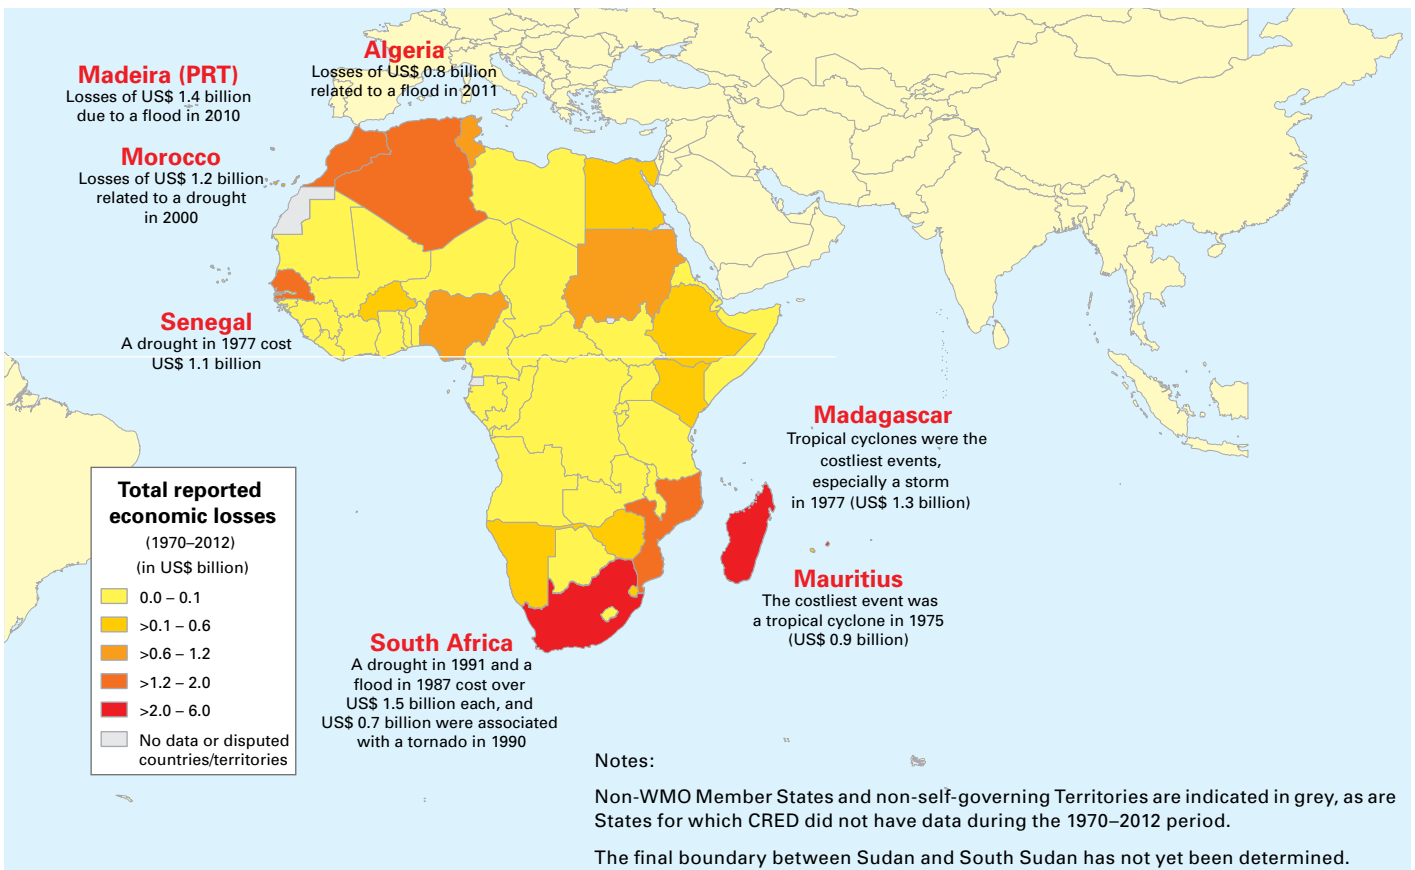 Algeria
Losses of US$ 0.8 billion
related to a flood in 2011
Madeira (PRT)
Losses of US$ 1.4 billion
due to a flood in 2010
Morocco
Losses of US$ 1.2 billion
related to a drought
in 2000
Senegal
A drought in 1977 cost
US$ 1.1 billion
Madagascar
Tropical cyclones were the
costliest events,
especially a storm
in 1977 (US$ 1.3 billion)
Mauritius
The costliest event was
a tropical cyclone in 1975
(US$ 0.9 billion)
South Africa
A drought in 1991 and a
flood in 1987 cost over
US$ 1.5 billion each, and
US$ 0.7 billion were associated
with a tornado in 1990
Total reported
economic losses
(1970–2012)
(in US$ billion)
0.0 – 0.1
>0.1 – 0.6
>0.6 – 1.2
>1.2 – 2.0
>2.0 – 6.0
No data or disputed
countries/territories
Notes:
Non-WMO Member States and non-self-governing Territories are indicated in grey, as are
States for which CRED did not have data during the 1970–2012 period.
The final boundary between Sudan and South Sudan has not yet been determined.